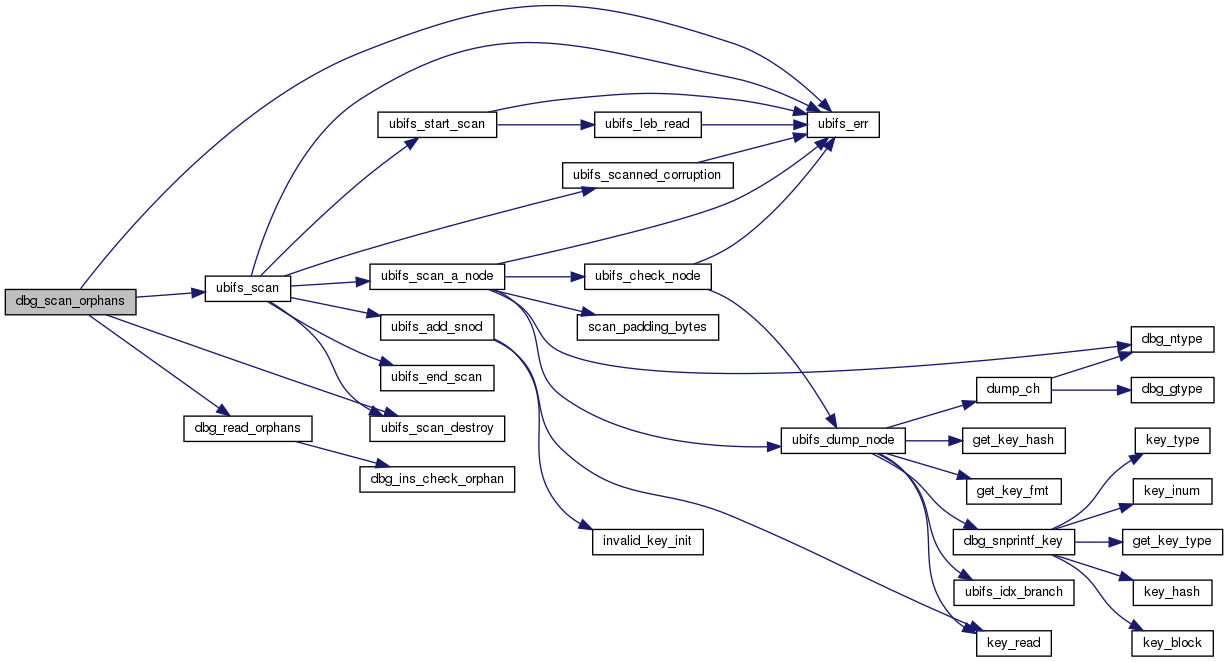 dbg_scan_orphans
ubifs_scan
dbg_read_orphans
ubifs_start_scan
ubifs_leb_read
ubifs_err
ubifs_scanned_corruption
ubifs_scan_a_node
ubifs_check_node
scan_padding_bytes
ubifs_add_snod
ubifs_end_scan
ubifs_scan_destroy
dbg_ins_check_orphan
invalid_key_init
ubifs_dump_node
dump_ch
dbg_ntype
dbg_gtype
get_key_hash
get_key_fmt
dbg_snprintf_key
ubifs_idx_branch
key_read
key_type
key_inum
get_key_type
key_hash
key_block